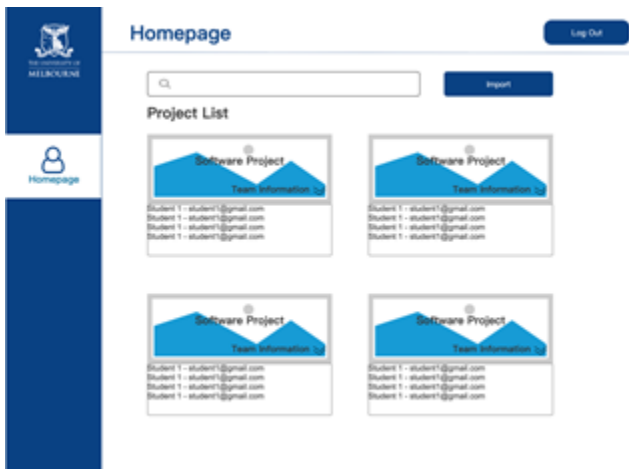 Homepage
Log Out
THE UNIVERSITY OF
MELBOURNE
Import
Project List
Homepage
Software Project
Team Information
Student 1 - student1@gmail.com
Student 1 - student1@gmail.com
Student 1 - student1@gmail.com
Student 1 - student1@gmail.com
Software Project
Team Information
Student 1 - student1@gmail.com
Student 1 - student1@gmail.com
Student 1 - student1@gmail.com
Student 1 - student1@gmail.com
Software Project
Team Information
Student 1 - student1@gmail.com
Student 1 - student1@gmail.com
Student 1 - student1@gmail.com
Student 1 - student1@gmail.com
Software Project
Team Information
Student 1 - student1@gmail.com
Student 1 - student1@gmail.com
Student 1 - student1@gmail.com
Student 1 - student1@gmail.com